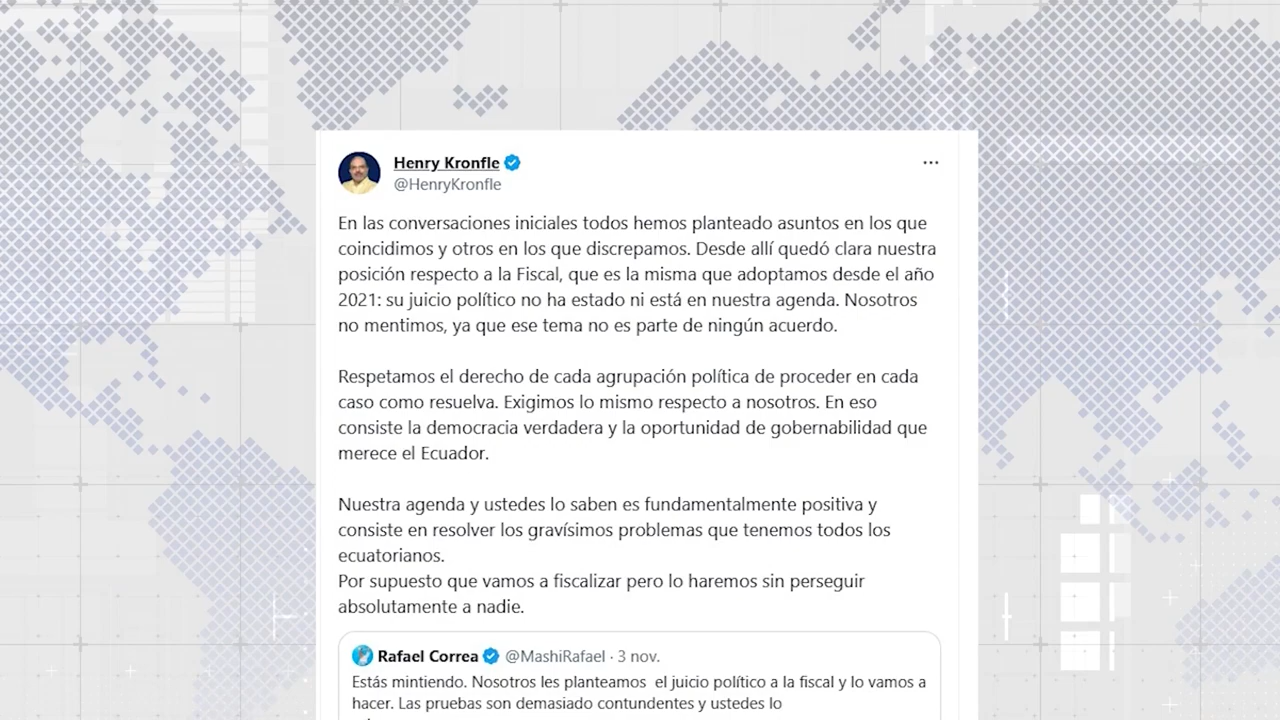 Henry Kronfle
@HenryKronfle
En las conversaciones iniciales todos hemos planteado asuntos en los que
coincidimos y otros en los que discrepamos. Desde allí quedó clara nuestra
posición respecto a la Fiscal, que es la misma que adoptamos desde el año
2021: su juicio político no ha estado ni está en nuestra agenda. Nosotros
no mentimos, ya que ese tema no es parte de ningún acuerdo.
Respetamos el derecho de cada agrupación política de proceder en cada
caso como resuelva. Exigimos lo mismo respecto a nosotros. En eso
consiste la democracia verdadera y la oportunidad de gobernabilidad que
merece el Ecuador.
Nuestra agenda y ustedes lo saben es fundamentalmente positiva y
consiste en resolver los gravísimos problemas que tenemos todos los
ecuatorianos.
Por supuesto que vamos a fiscalizar pero lo haremos sin perseguir
absolutamente a nadie.
Rafael Correa @MashiRafael · 3 nov.
Estás mintiendo. Nosotros les planteamos el juicio político a la fiscal y lo vamos a
hacer. Las pruebas son demasiado contundentes y ustedes lo